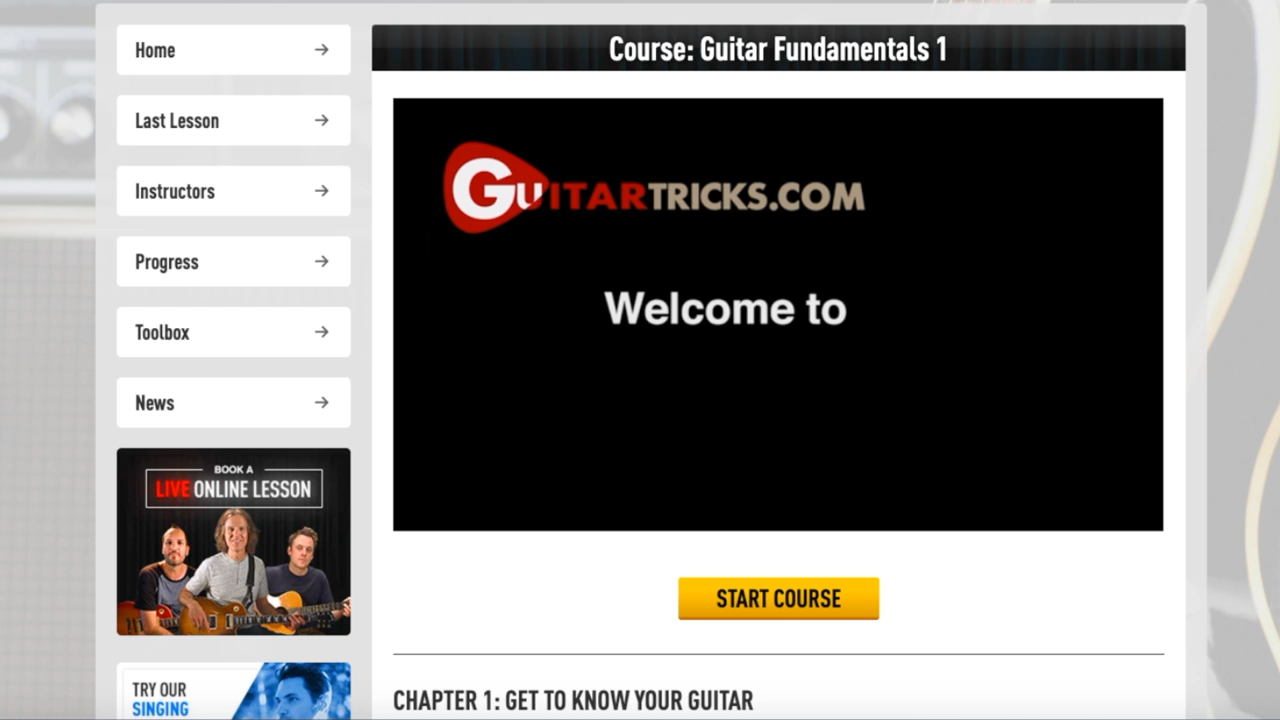 Home
Last Lesson
Instructors
Progress
Toolbox
News
BOOK A
LIVE ONLINE LESSON
TRY OUR
SINGING
Course: Guitar Fundamentals 1
GUITARTRICKS.COM
Welcome to
START COURSE
CHAPTER 1: GET TO KNOW YOUR GUITAR